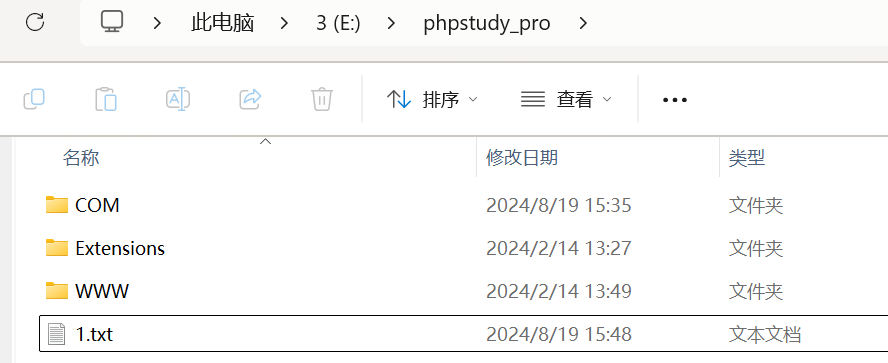 此电脑 3 (E:) phpstudy_pro
排序 查看
名称 修改日期 类型
COM 2024/8/19 15:35 文件夹
Extensions 2024/2/14 13:27 文件夹
WWW 2024/2/14 13:49 文件夹
1.txt 2024/8/19 15:48 文本文档